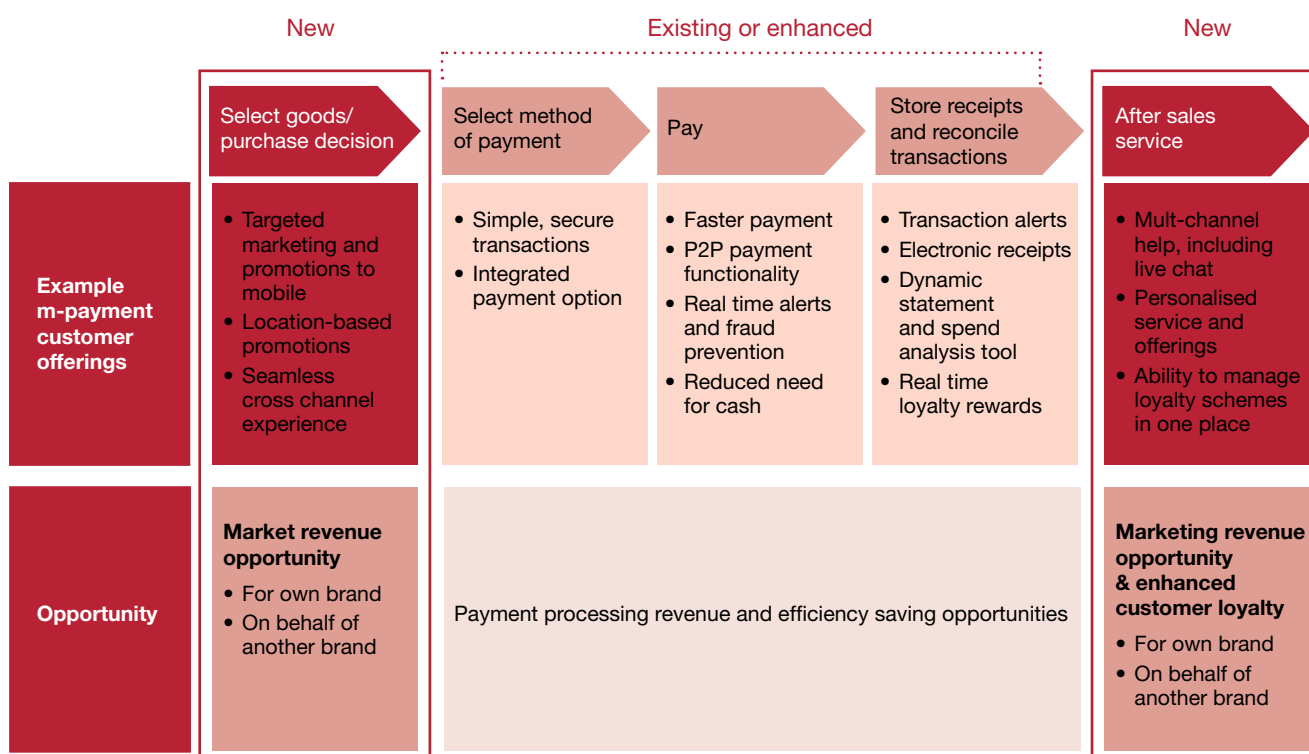 New
Existing or enhanced
New
Select goods/
purchase decision
Select method
of payment
Pay
Store receipts
and reconcile
transactions
After sales
service
Example
m-payment
customer
offerings
• Targeted
marketing and
promotions to
mobile
• Location-based
promotions
• Seamless
cross channel
experience
• Simple, secure
transactions
• Integrated
payment option
• Faster payment
• P2P payment
functionality
• Real time alerts
and fraud
prevention
• Reduced need
for cash
• Transaction alerts
• Electronic receipts
• Dynamic
statement
and spend
analysis tool
• Real time
loyalty rewards
• Mult-channel
help, including
live chat
• Personalised
service and
offerings
• Ability to manage
loyalty schemes
in one place
Opportunity
Market revenue
opportunity
• For own brand
• On behalf of
another brand
Payment processing revenue and efficiency saving opportunities
Marketing revenue
opportunity
& enhanced
customer loyalty
• For own brand
• On behalf of
another brand